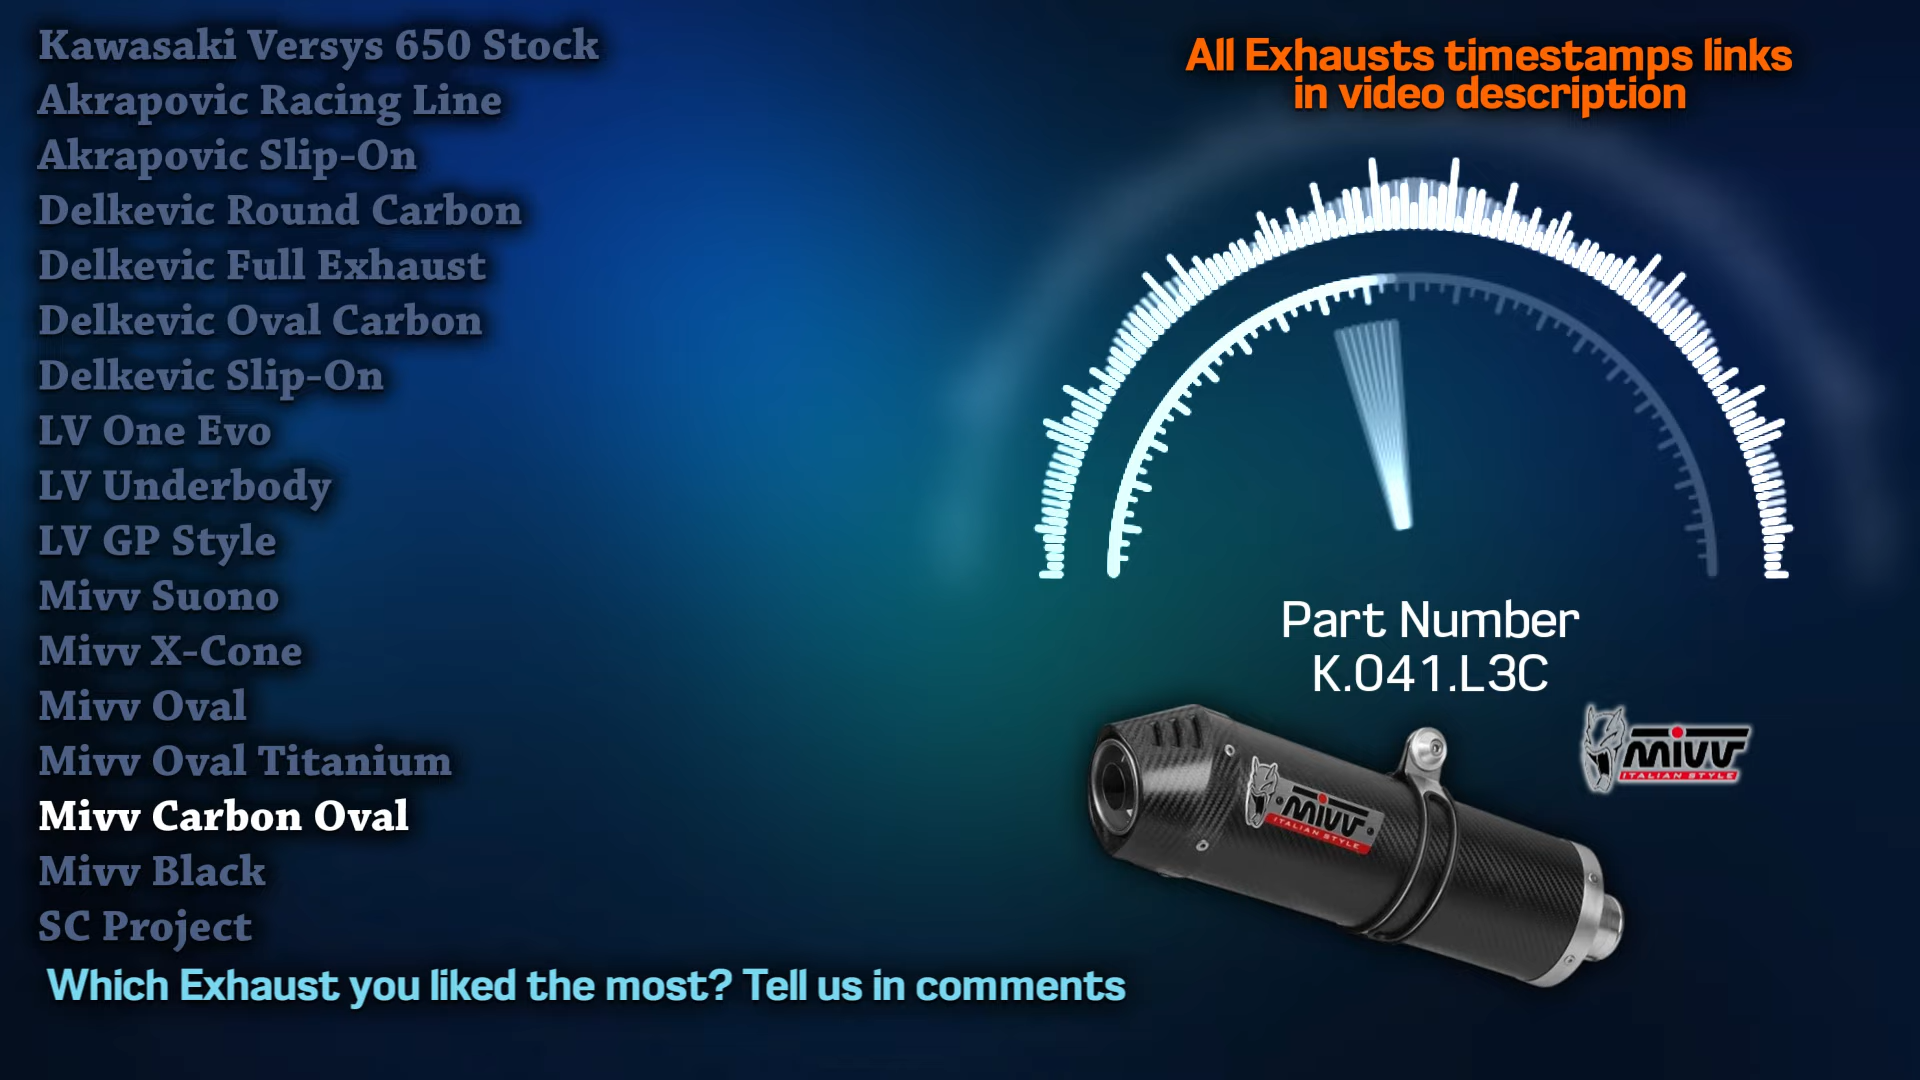 Kawasaki Versys 650 Stock
Akrapovic Racing Line
Akrapovic Slip-On
Delkevic Round Carbon
Delkevic Full Exhaust
Delkevic Oval Carbon
Delkevic Slip-On
LV One Evo
LV Underbody
LV GP Style
Mivv Suono
Mivv X-Cone
Mivv Oval
Mivv Oval Titanium
Mivv Carbon Oval
Mivv Black
SC Project
Which Exhaust you liked the most? Tell us in comments
All Exhausts timestamps links
in video description
Part Number
K.041.L3C
mivv
ITALIAN STYLE
mivv
ITALIAN STYLE